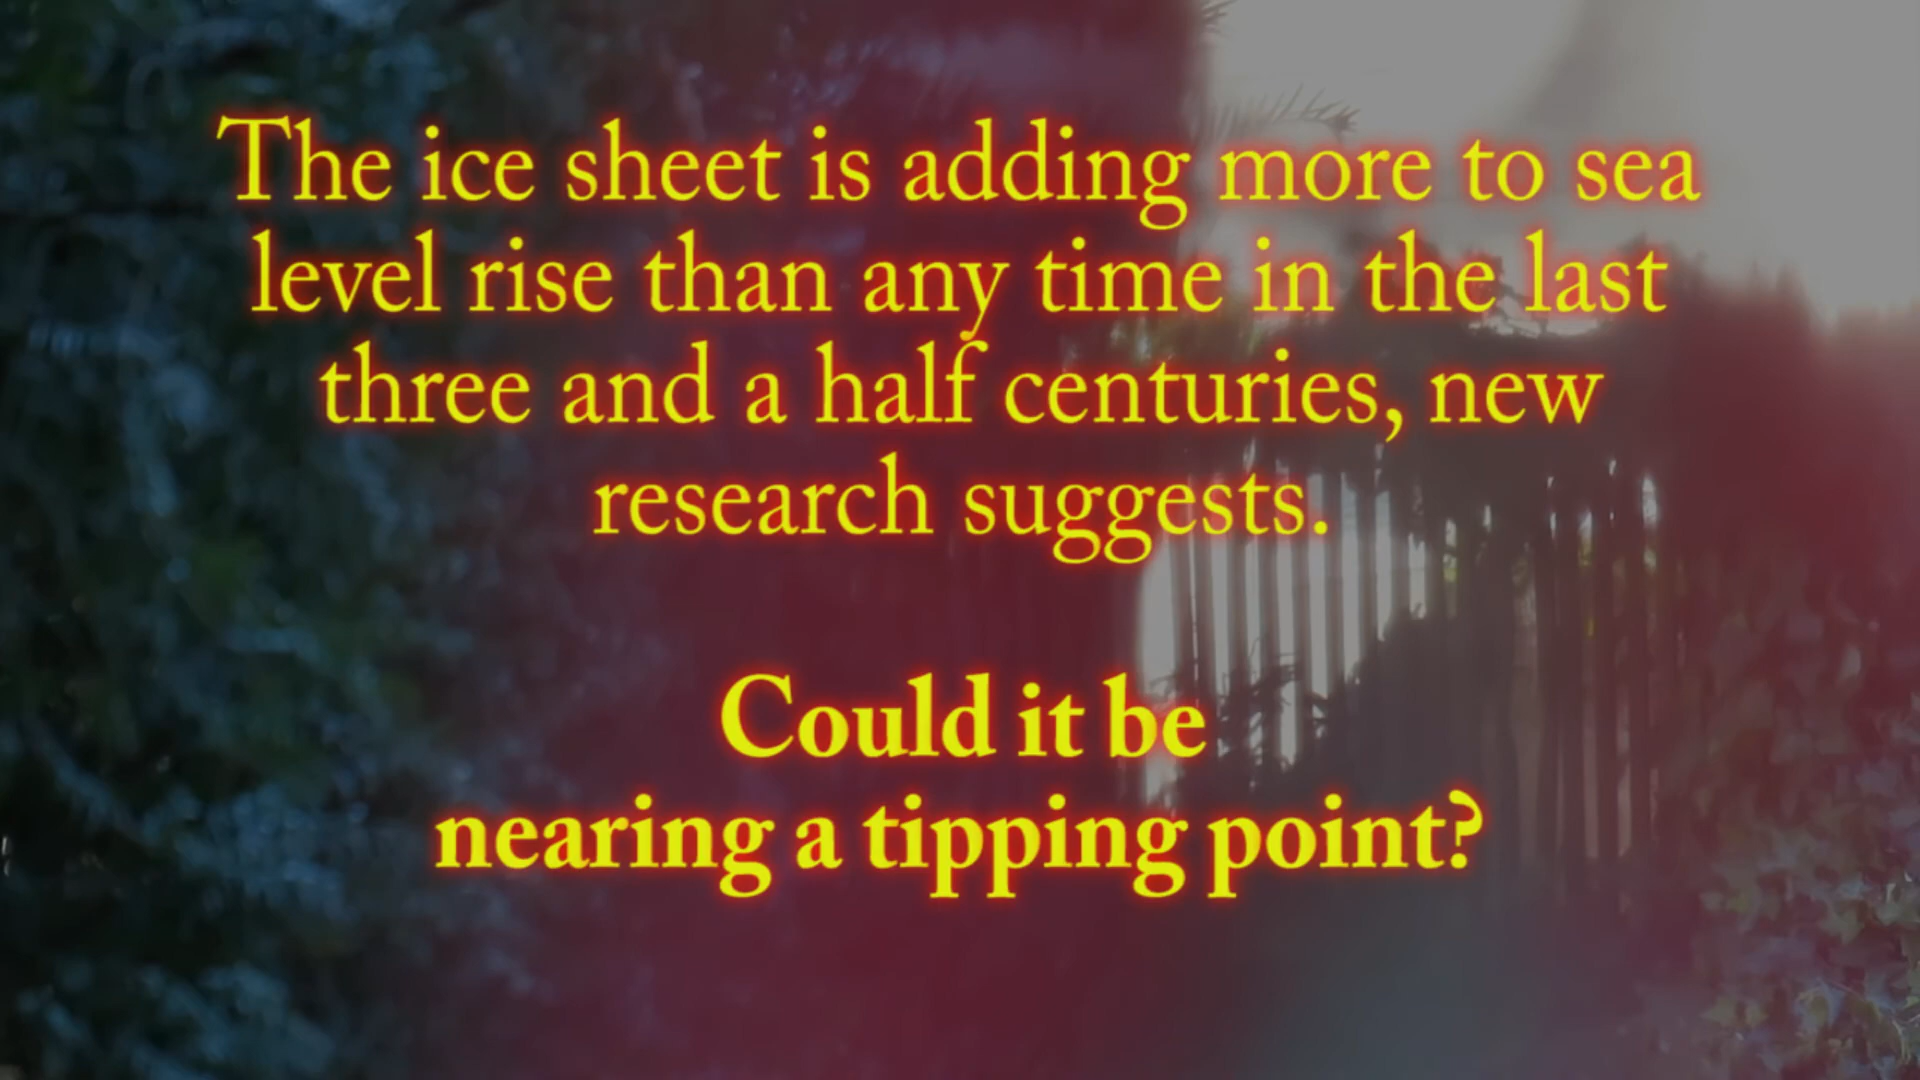 The ice sheet is adding more to sea
level rise than any time in the last
three and a half centuries, new
research suggests.
Could it be
nearing a tipping point?